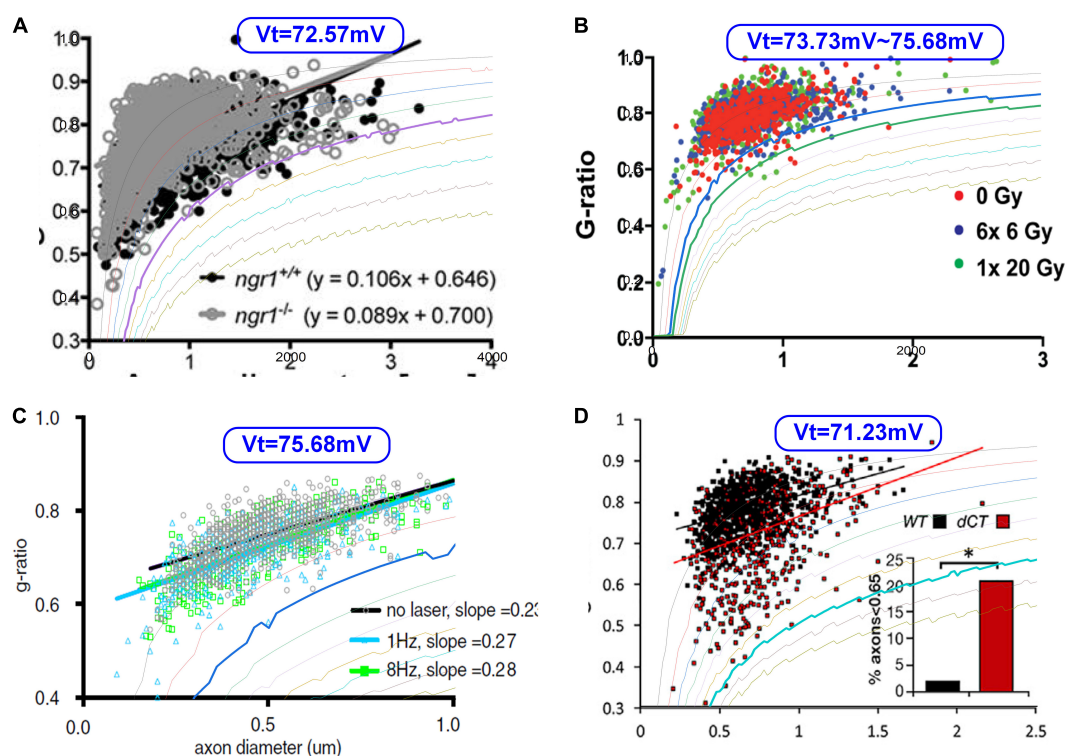 A
Vt=72.57mV
1.0
0.9
0.8
0.7
0.6
0.5
0.4
0.3
ngr1+/+ (y = 0.106x + 0.646)
ngr1-/- (y = 0.089x + 0.700)
0
1
2000
3
4000
B
Vt=73.73mV~75.68mV
G-ratio
1.0
0.8
0.6
0.4
0.2
0.0
0 Gy
6x 6 Gy
1x 20 Gy
0
1
2000
3
C
Vt=75.68mV
g-ratio
1.0
0.8
0.6
0.4
no laser, slope =0.23
1Hz, slope =0.27
8Hz, slope =0.28
0.0
0.5
1.0
axon diameter (um)
D
Vt=71.23mV
1
0.9
0.8
0.7
0.6
0.5
0.4
0.3
WT dCT
% axons<0.65
25
20
15
10
5
0
*
0
0.5
1
1.5
2
2.5